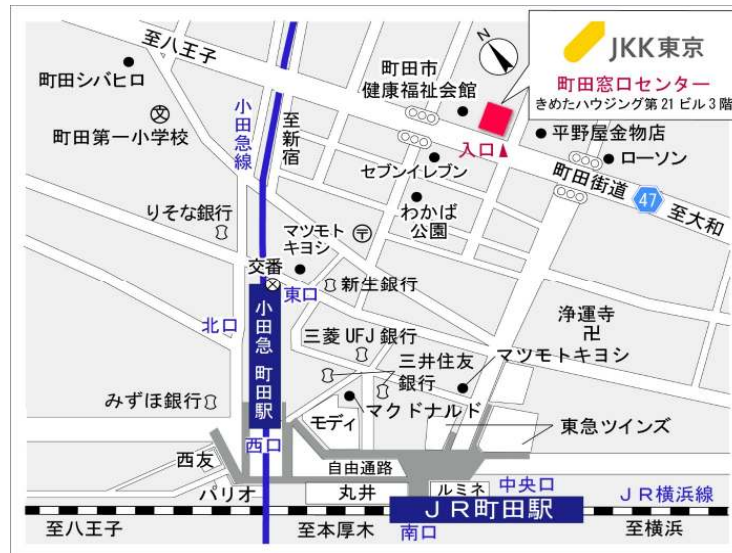 JKK東京
町田窓口センター
きめたハウジング第21ビル3階
至八王子
町田シバヒロ
町田市
健康福祉会館
N
文
町田第一小学校
小田急線
至新宿
入口
平野屋金物店
ローソン
セブンイレブン
町田街道
47
至大和
わかば
公園
りそな銀行
マツモト
キヨシ
〒
交番
東口
新生銀行
北口
小田急 町田駅
三菱UFJ銀行
浄運寺
卍
三井住友
銀行
マツモトキヨシ
みずほ銀行
マクドナルド
モディ
東急ツインズ
西口
西友
自由通路
パリオ
丸井
ルミネ
中央口
JR横浜線
JR町田駅
至八王子
至本厚木
南口
至横浜